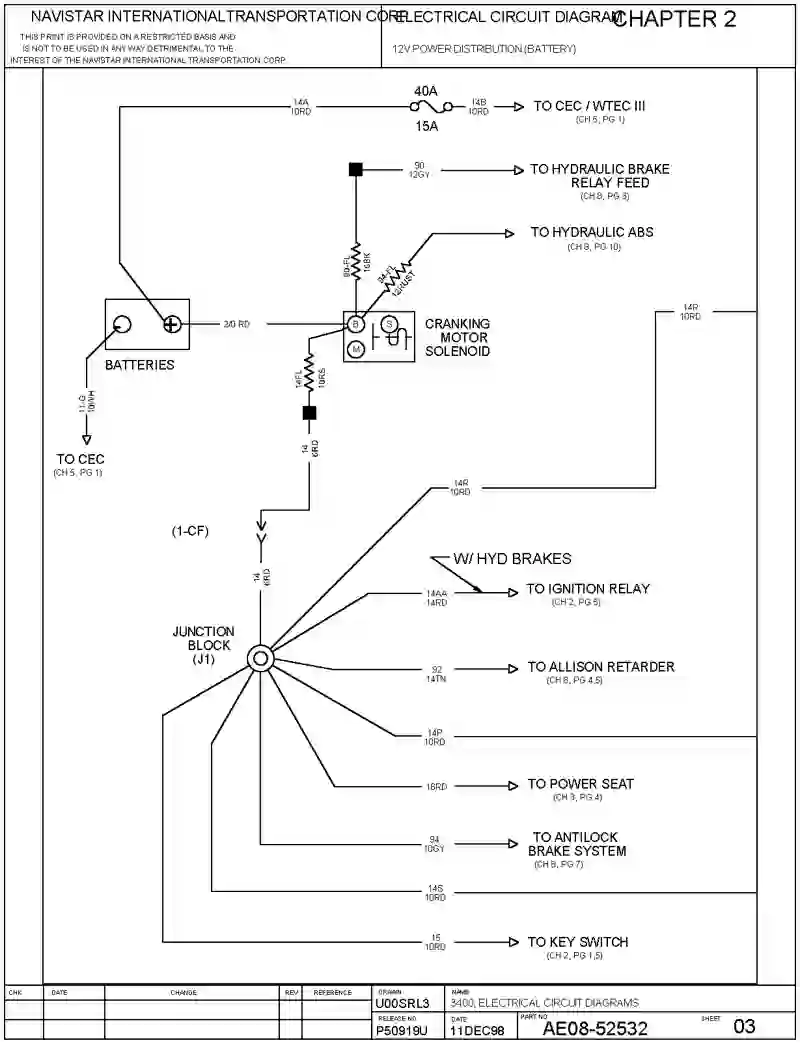 NAVISTAR INTERNATIONAL TRANSPORTATION CORP.
THIS PRINT IS PROVIDED ON A RESTRICTED BASIS AND
IS NOT TO BE USED IN ANY WAY DETRIMENTAL TO THE
INTEREST OF THE NAVISTAR INTERNATIONAL TRANSPORTATION CORP.
ELECTRICAL CIRCUIT DIAGRAM
CHAPTER 2
12V POWER DISTRIBUTION (BATTERY)
14A
10RD
40A
15A
14B
10RD
TO CEC / WTEC III
(CH 5, PG 1)
90
12GY
TO HYDRAULIC BRAKE
RELAY FEED
(CH 8, PG 8)
TO HYDRAULIC ABS
(CH 8, PG 10)
90-FL
16BK
94-FL
12RUST
14R
10RD
2/0 RD
B
S
M
CRANKING
MOTOR
SOLENOID
BATTERIES
11-G
10WH
TO CEC
(CH 5, PG 1)
14FL
10RS
14
6RD
14R
10RD
(1-CF)
14
6RD
W/ HYD BRAKES
14AA
14RD
TO IGNITION RELAY
(CH 2, PG 5)
JUNCTION
BLOCK
(J1)
92
14TN
TO ALLISON RETARDER
(CH 8, PG 4,5)
14P
10RD
16RD
TO POWER SEAT
(CH 3, PG 4)
94
10GY
TO ANTILOCK
BRAKE SYSTEM
(CH 8, PG 7)
14S
10RD
15
10RD
TO KEY SWITCH
(CH 2, PG 1,5)
CHK
DATE
CHANGE
REV
REFERENCE
DRAWN
U00SRL3
NAME
3400, ELECTRICAL CIRCUIT DIAGRAMS
RELEASE NO.
P50919U
DATE
11DEC98
PART NO.
AE08-52532
SHEET
03